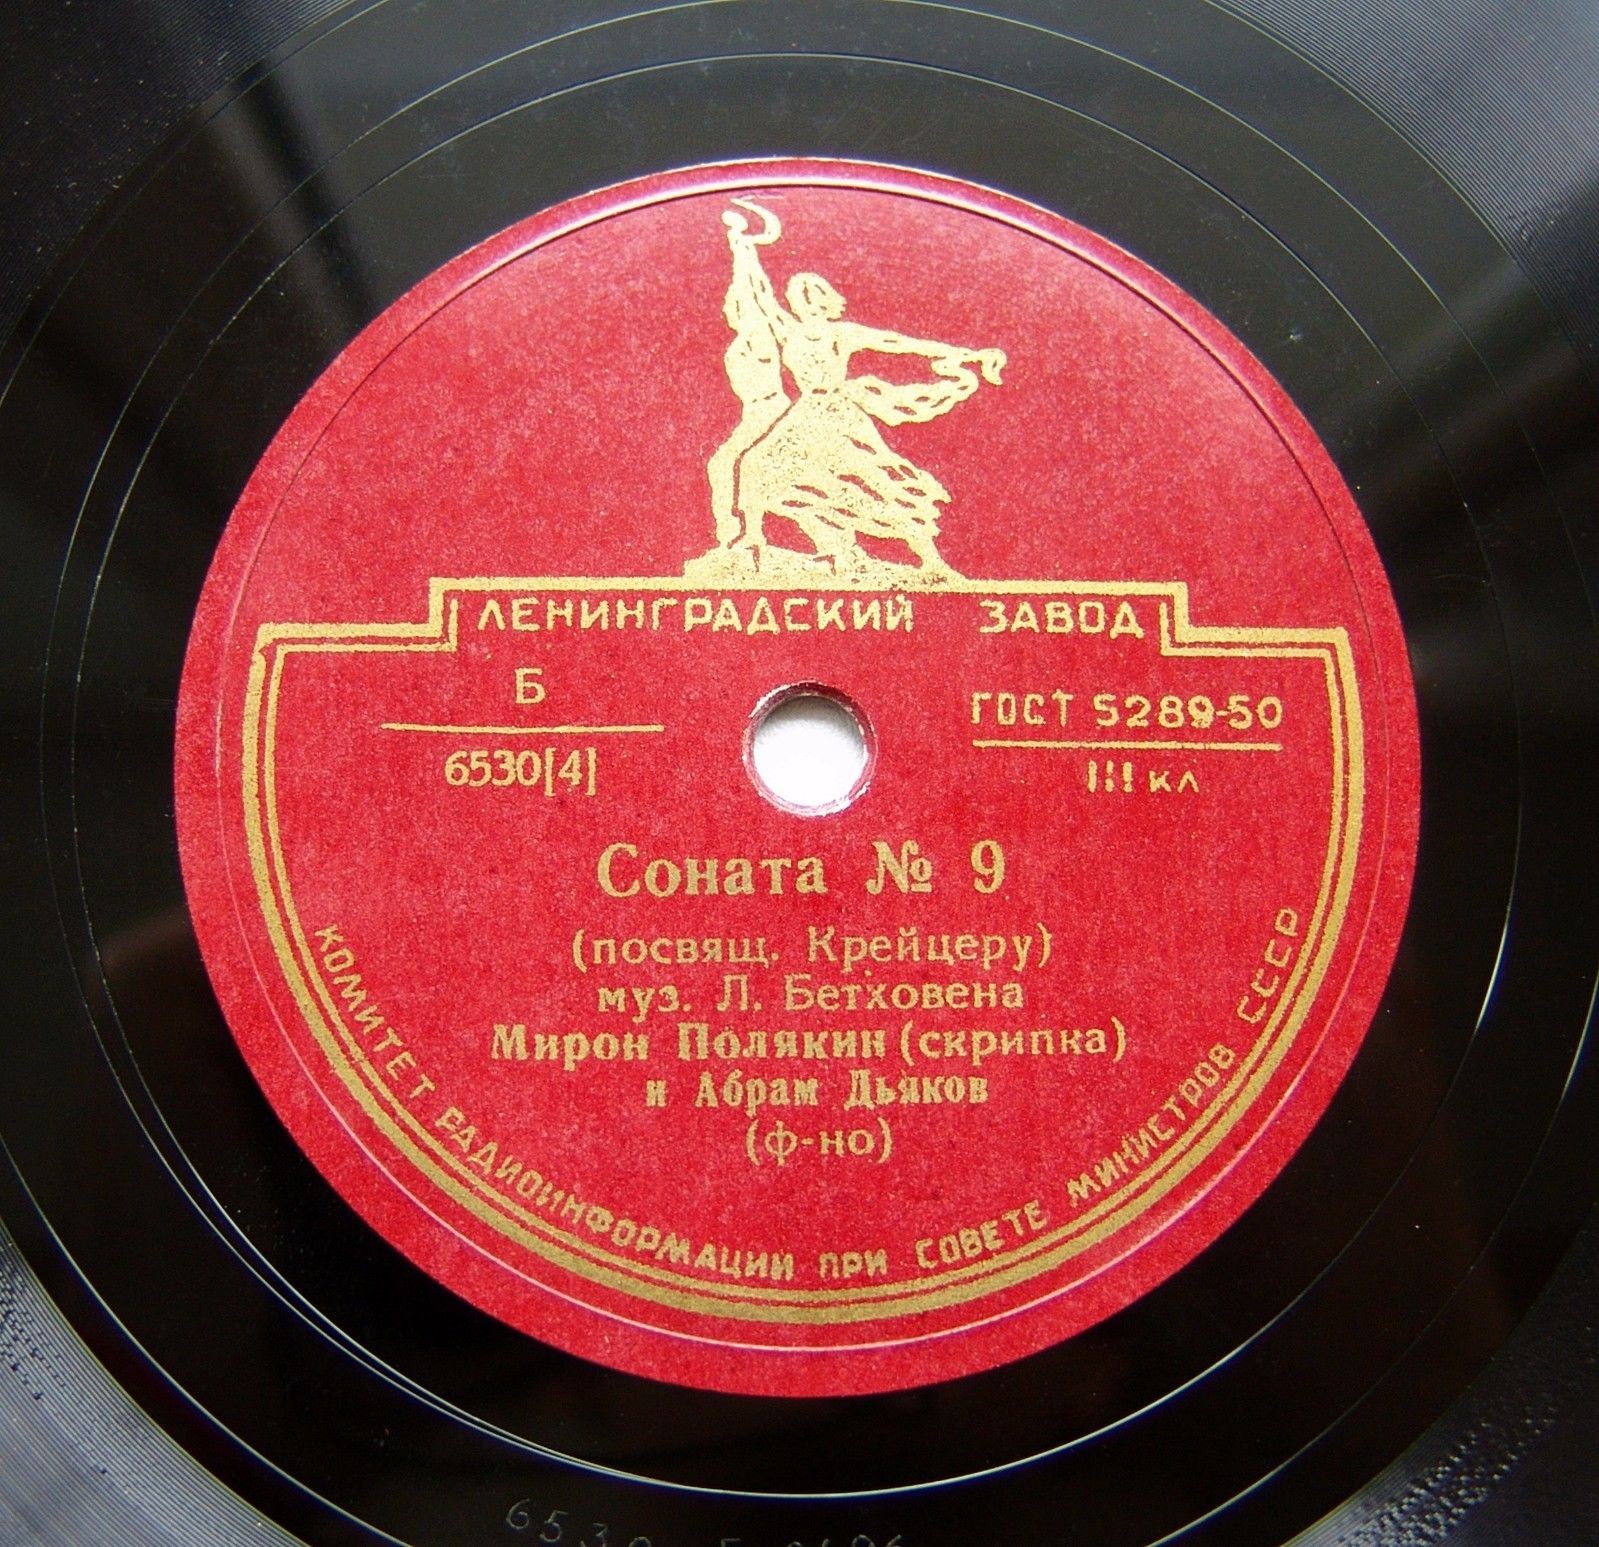 ЛЕНИНГРАДСКИЙ ЗАВОД
Б
6530[4]
ГОСТ 5289-50
III кл
Соната № 9
(посвящ. Крейцеру)
муз. Л. Бетховена
Мирон Полякин (скрипка)
и Абрам Дьяков
(ф-но)
КОМИТЕТ РАДИОИНФОРМАЦИИ ПРИ СОВЕТЕ МИНИСТРОВ СССР
6530